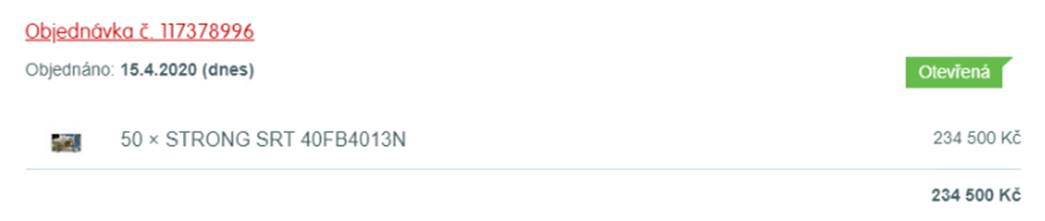 Objednávka č. 117378996
Objednáno: 15.4.2020 (dnes)
Otevřená
50 × STRONG SRT 40FB4013N
234 500 Kč
234 500 Kč